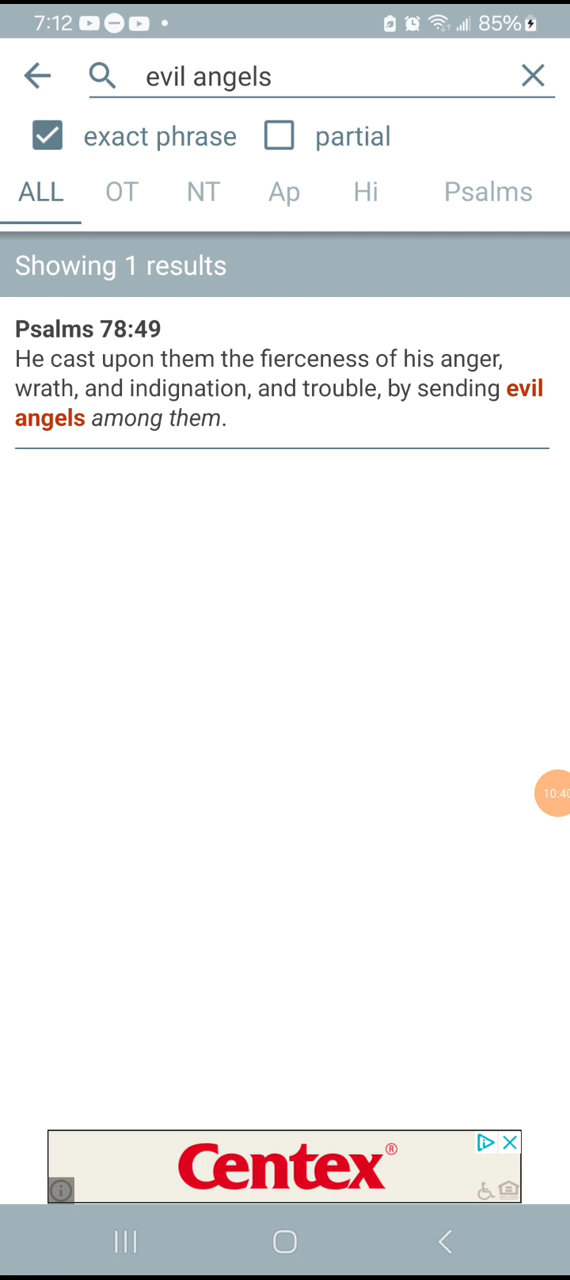 7:12
85%
evil angels
exact phrase partial
ALL OT NT Ap Hi Psalms
Showing 1 results
Psalms 78:49
He cast upon them the fierceness of his anger,
wrath, and indignation, and trouble, by sending evil
angels among them.
10:40
Centex®